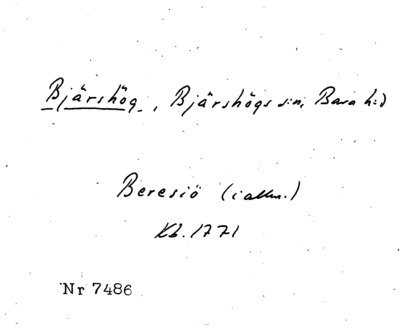 Bjärshög, Bjärshögs s:n, Bara h:d
Beresiö (i allm.)
Kb. 1771
Nr 7486